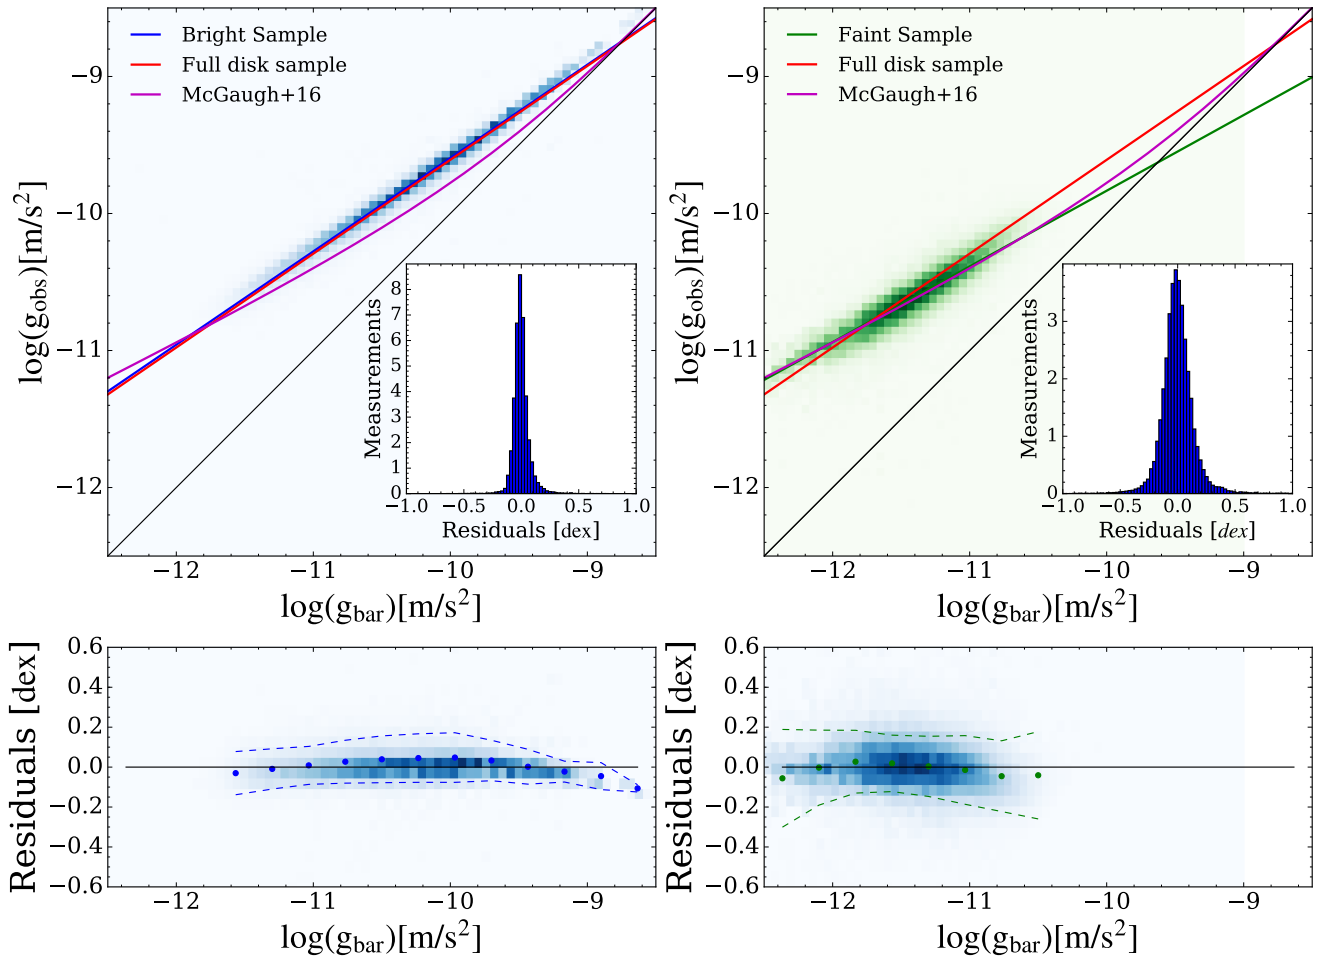 Bright Sample
Full disk sample
McGaugh+16
−9
−10
−11
−12
log(g_obs)[m/s²]
−12 −11 −10 −9
log(g_bar)[m/s²]
8
7
6
5
4
3
2
1
0
Measurements
−1.0 −0.5 0.0 0.5 1.0
Residuals [dex]
Faint Sample
Full disk sample
McGaugh+16
−9
−10
−11
−12
log(g_obs)[m/s²]
−12 −11 −10 −9
log(g_bar)[m/s²]
3
2
1
0
Measurements
−1.0 −0.5 0.0 0.5 1.0
Residuals [dex]
0.6
0.4
0.2
0.0
−0.2
−0.4
−0.6
Residuals [dex]
−12 −11 −10 −9
log(g_bar)[m/s²]
0.6
0.4
0.2
0.0
−0.2
−0.4
−0.6
Residuals [dex]
−12 −11 −10 −9
log(g_bar)[m/s²]